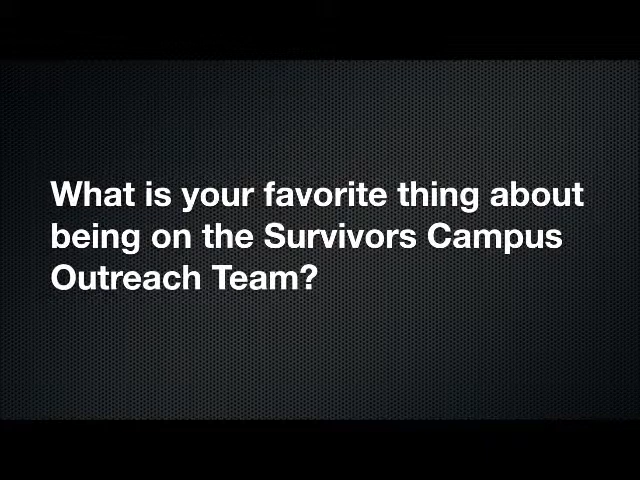 What is your favorite thing about
being on the Survivors Campus
Outreach Team?